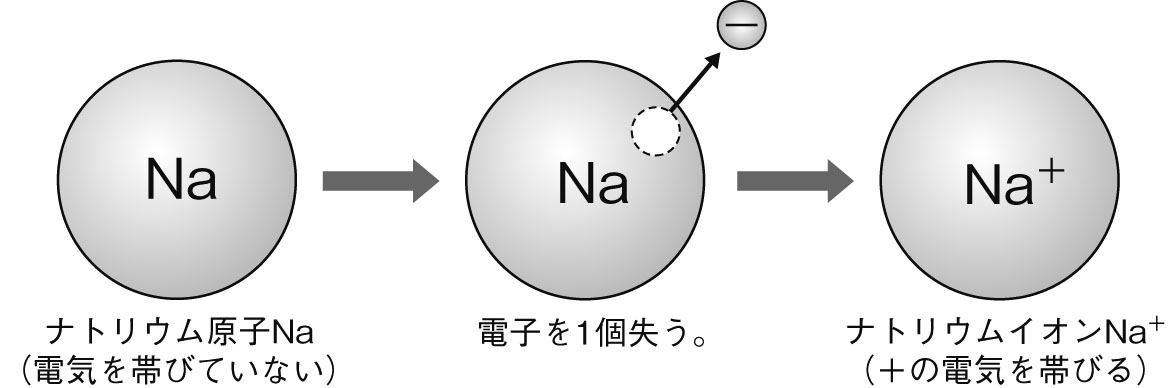 Na
Na
−
Na⁺
ナトリウム原子Na
（電気を帯びていない）
電子を1個失う。
ナトリウムイオンNa⁺
（＋の電気を帯びる）